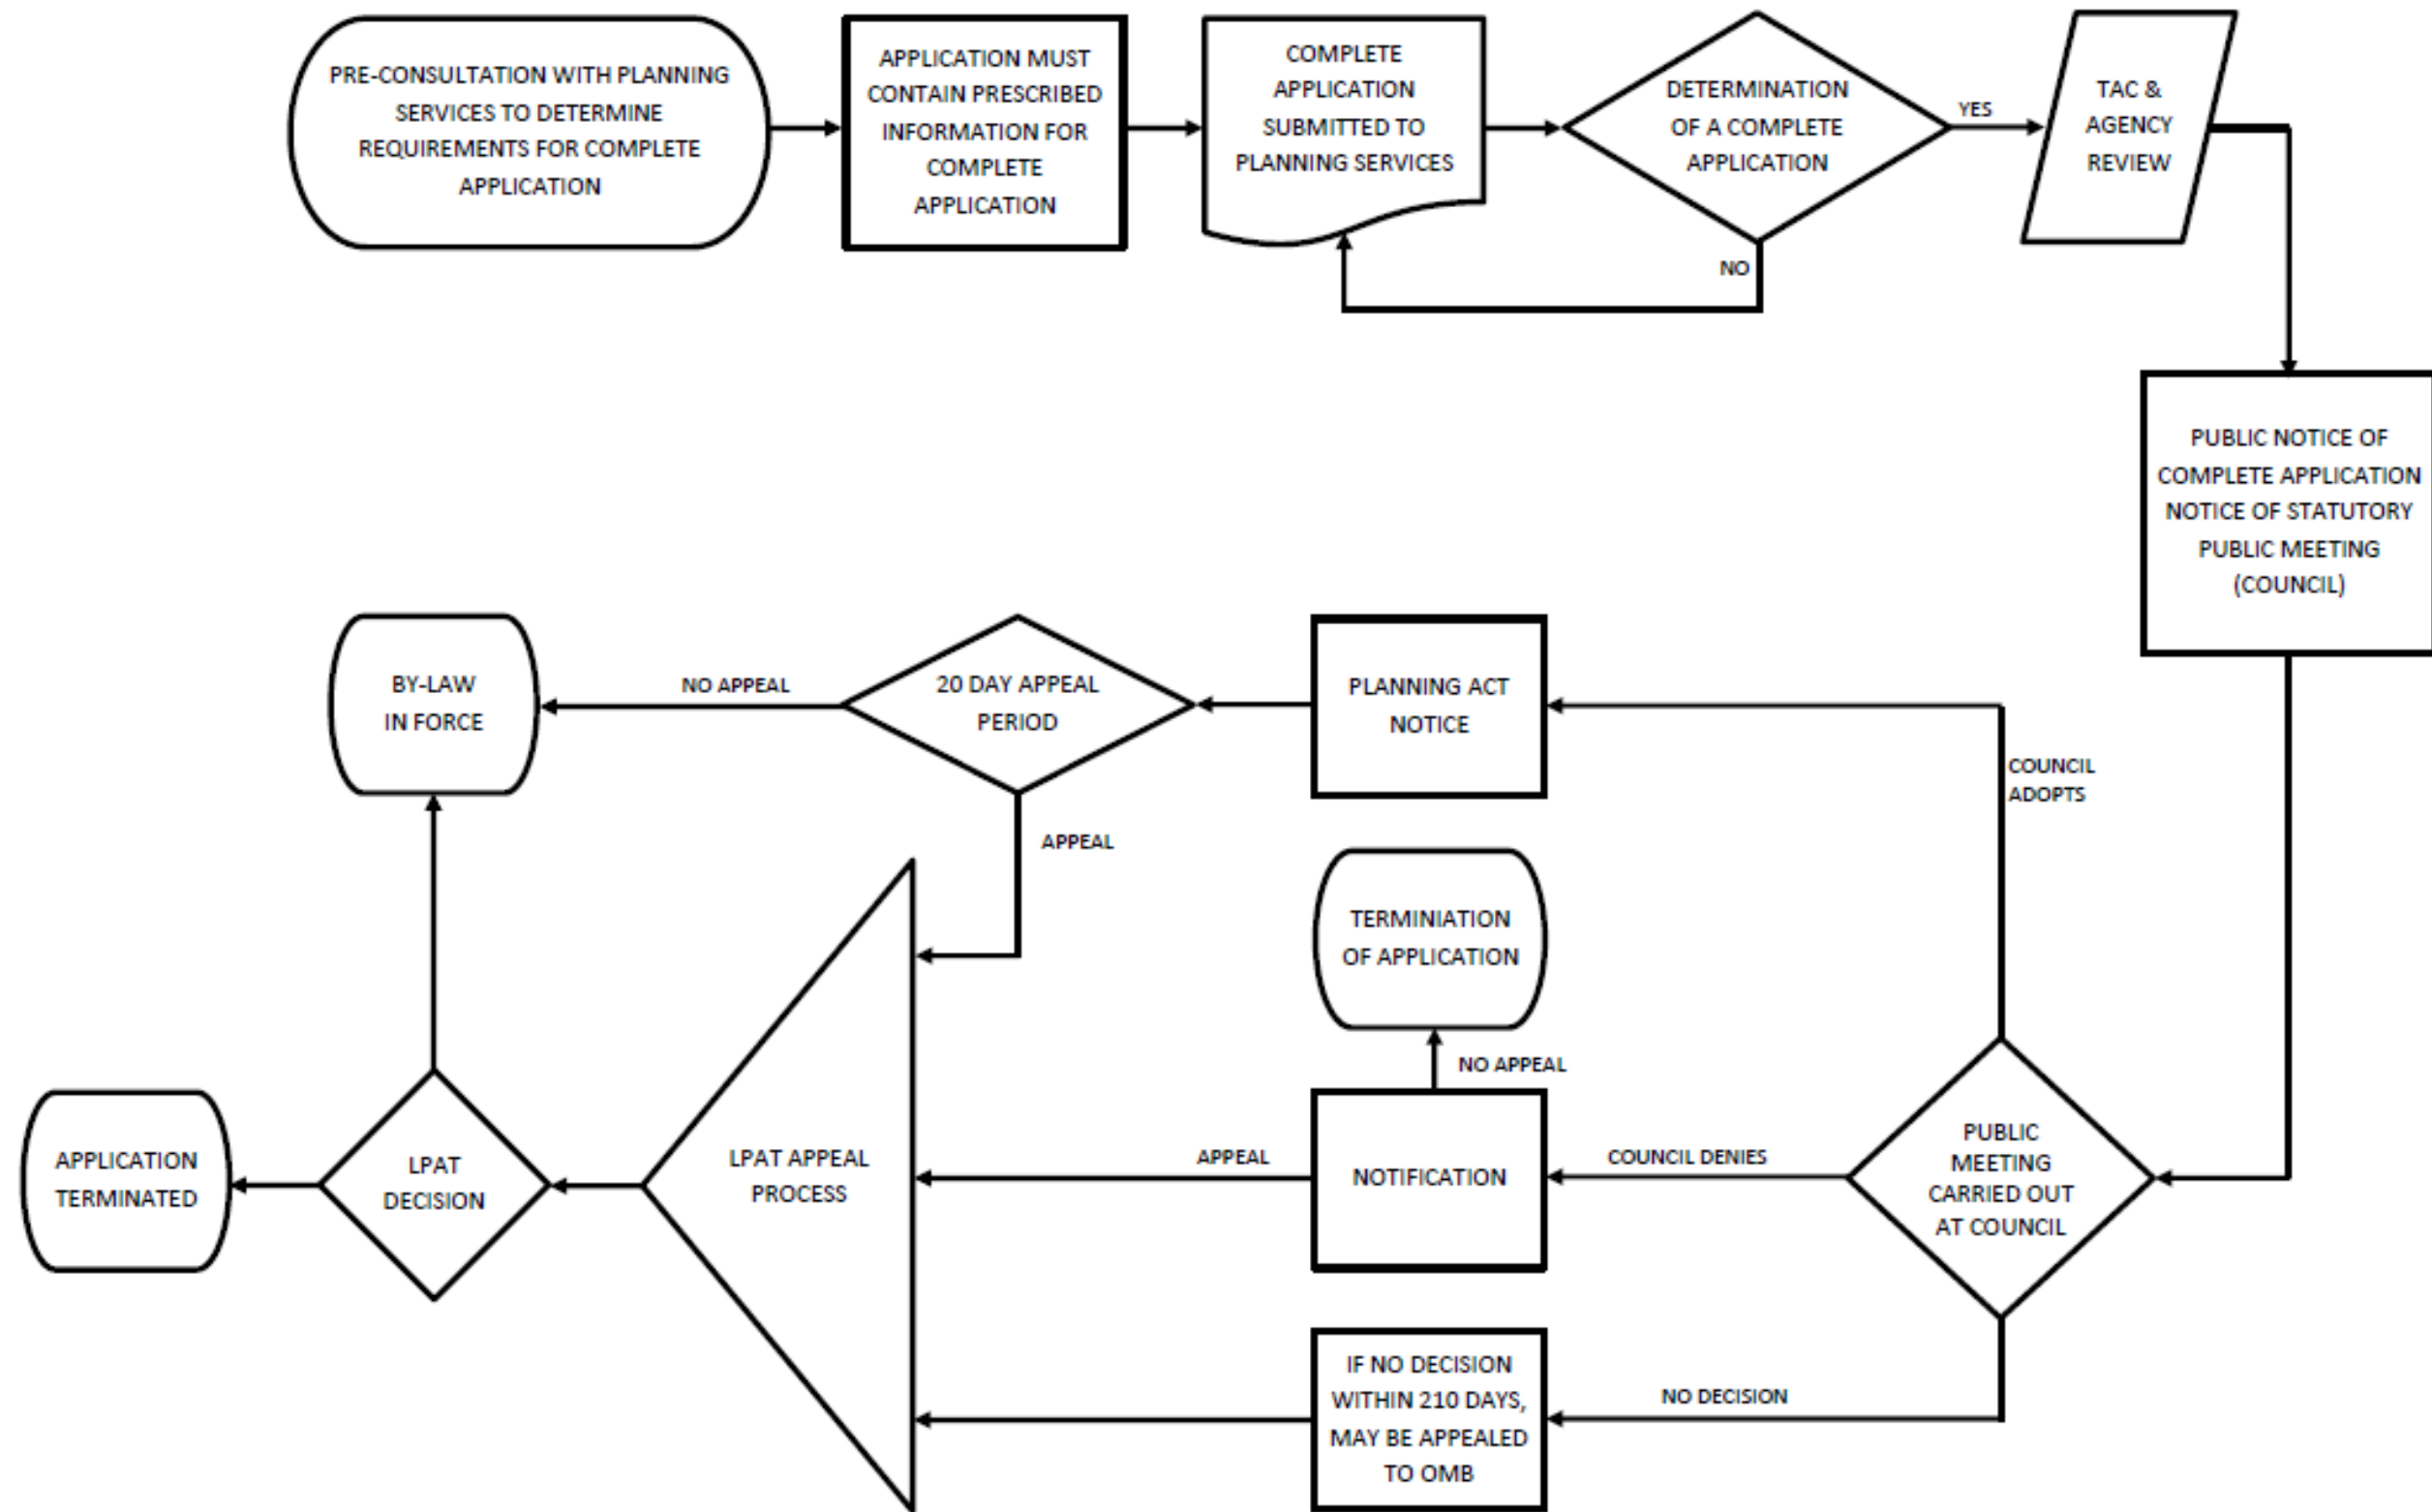 PRE-CONSULTATION WITH PLANNING
SERVICES TO DETERMINE
REQUIREMENTS FOR COMPLETE
APPLICATION
APPLICATION MUST
CONTAIN PRESCRIBED
INFORMATION FOR
COMPLETE
APPLICATION
COMPLETE
APPLICATION
SUBMITTED TO
PLANNING SERVICES
DETERMINATION
OF A COMPLETE
APPLICATION
YES
NO
TAC &
AGENCY
REVIEW
PUBLIC NOTICE OF
COMPLETE APPLICATION
NOTICE OF STATUTORY
PUBLIC MEETING
(COUNCIL)
PUBLIC
MEETING
CARRIED OUT
AT COUNCIL
COUNCIL
ADOPTS
PLANNING ACT
NOTICE
20 DAY APPEAL
PERIOD
NO APPEAL
BY-LAW
IN FORCE
APPEAL
COUNCIL DENIES
NOTIFICATION
NO APPEAL
TERMINIATION
OF APPLICATION
APPEAL
NO DECISION
IF NO DECISION
WITHIN 210 DAYS,
MAY BE APPEALED
TO OMB
LPAT APPEAL
PROCESS
LPAT
DECISION
APPLICATION
TERMINATED